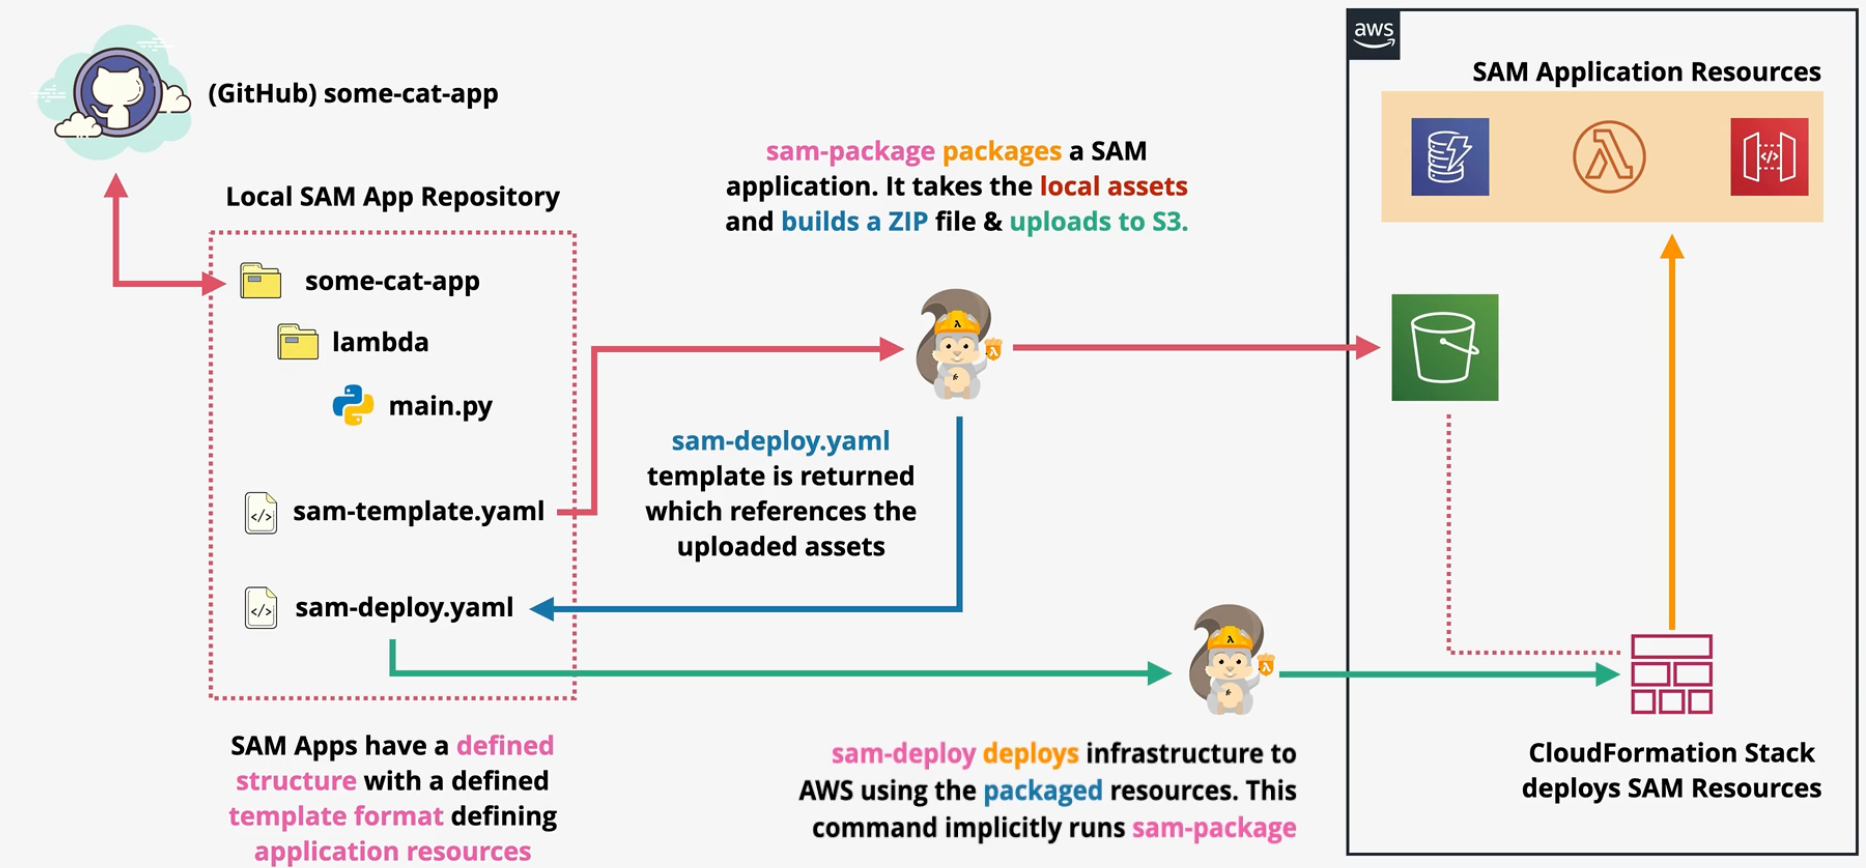 aws
SAM Application Resources
(GitHub) some-cat-app
sam-package packages a SAM
application. It takes the local assets
and builds a ZIP file & uploads to S3.
Local SAM App Repository
some-cat-app
lambda
main.py
sam-deploy.yaml
template is returned
which references the
uploaded assets
</> sam-template.yaml
</> sam-deploy.yaml
SAM Apps have a defined
structure with a defined
template format defining
application resources
sam-deploy deploys infrastructure to
AWS using the packaged resources. This
command implicitly runs sam-package
CloudFormation Stack
deploys SAM Resources